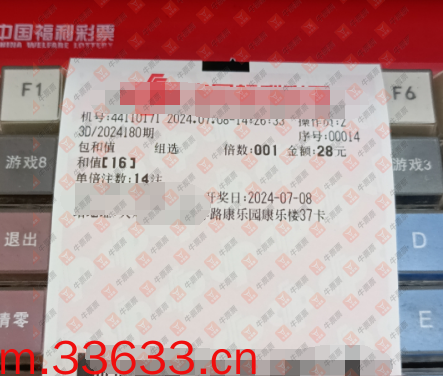 中国福利彩票
CHINA WELFARE LOTTERY
F1
F6
机号:44110171 2024-07-08-14:26:33 操作员:2
3D/2024180期
序号:00014
包和值 组选 倍数:001 金额:28元
和值[16]
单倍注数:14注
游戏8
游戏3
开奖日:2024-07-08
路康乐园康乐楼37卡
退出
D
清零
E
m.33633.cn
牛彩票